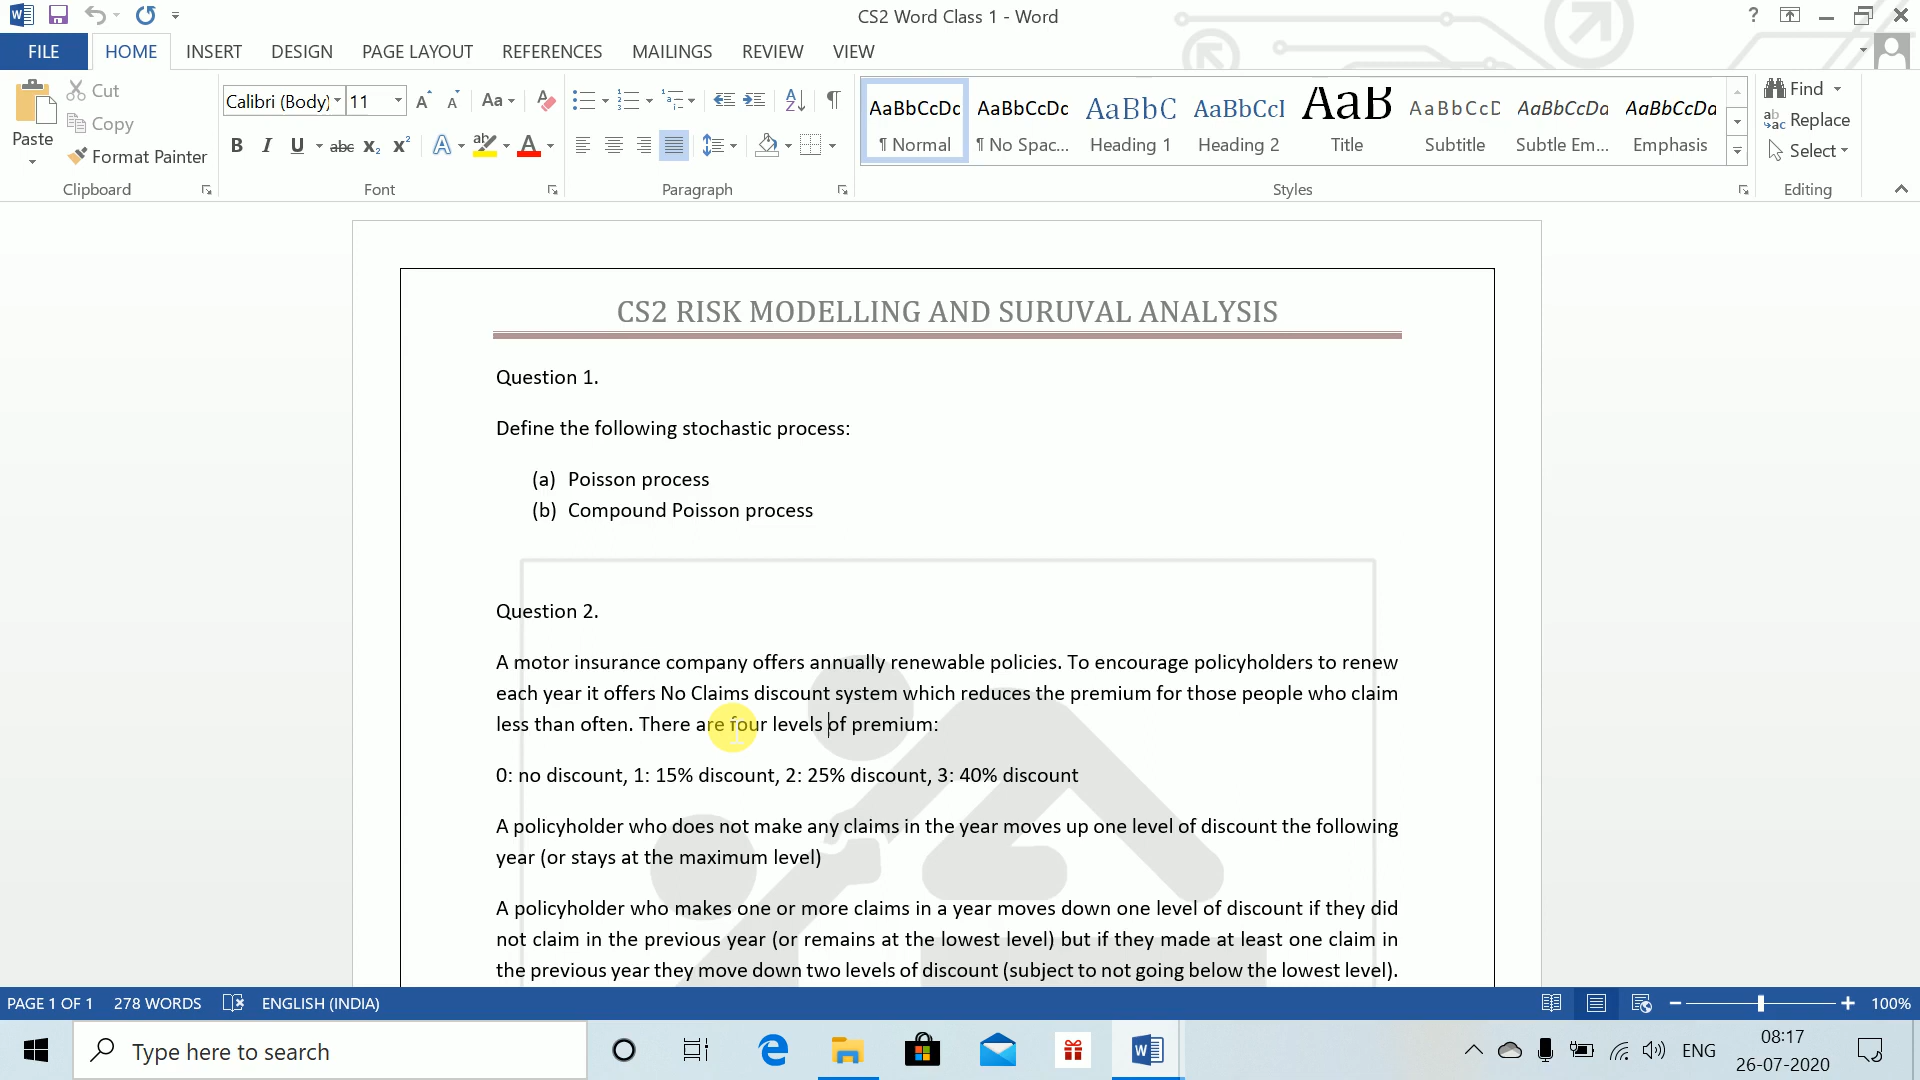 CS2 Word Class 1 - Word
?
FILE HOME INSERT DESIGN PAGE LAYOUT REFERENCES MAILINGS REVIEW VIEW
Paste
Cut
Copy
Format Painter
Clipboard
Calibri (Body) 11
Font
Paragraph
AaBbCcDc AaBbCcDc AaBbC AaBbCcI AaB AaBbCcD AaBbCcDa AaBbCcDa
¶ Normal ¶ No Spac... Heading 1 Heading 2 Title Subtitle Subtle Em... Emphasis
Styles
Find
Replace
Select
Editing
CS2 RISK MODELLING AND SURUVAL ANALYSIS
Question 1.
Define the following stochastic process:
(a) Poisson process
(b) Compound Poisson process
Question 2.
A motor insurance company offers annually renewable policies. To encourage policyholders to renew
each year it offers No Claims discount system which reduces the premium for those people who claim
less than often. There are four levels of premium:
0: no discount, 1: 15% discount, 2: 25% discount, 3: 40% discount
A policyholder who does not make any claims in the year moves up one level of discount the following
year (or stays at the maximum level)
A policyholder who makes one or more claims in a year moves down one level of discount if they did
not claim in the previous year (or remains at the lowest level) but if they made at least one claim in
the previous year they move down two levels of discount (subject to not going below the lowest level).
PAGE 1 OF 1 278 WORDS ENGLISH (INDIA) 100%
Type here to search
ENG
08:17
26-07-2020